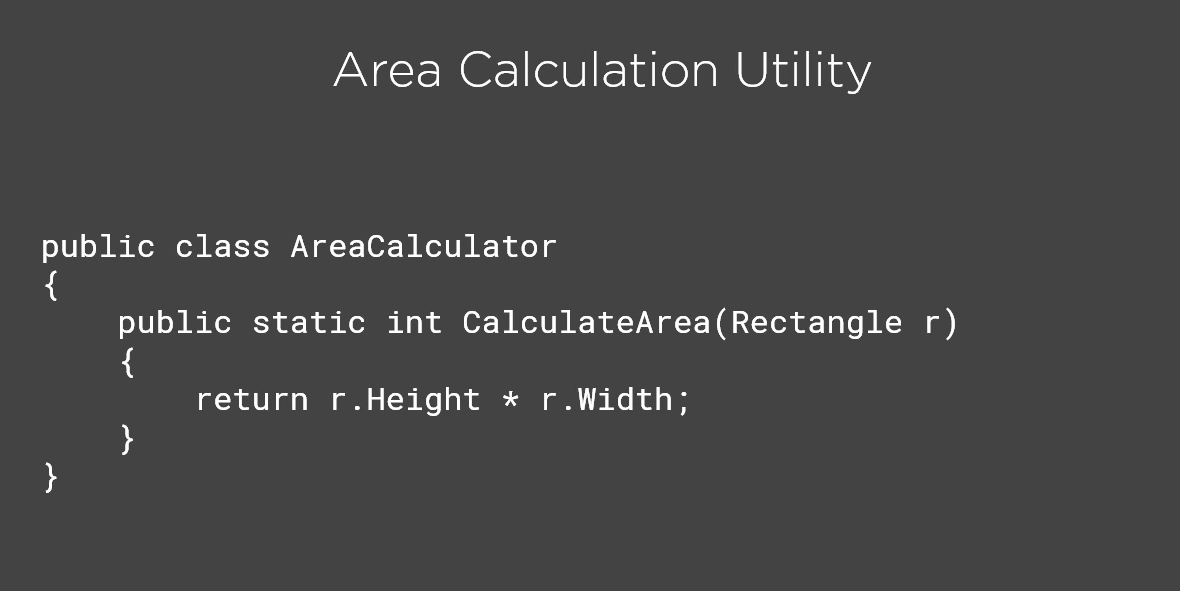 Area Calculation Utility
public class AreaCalculator
{
    public static int CalculateArea(Rectangle r)
    {
        return r.Height * r.Width;
    }
}